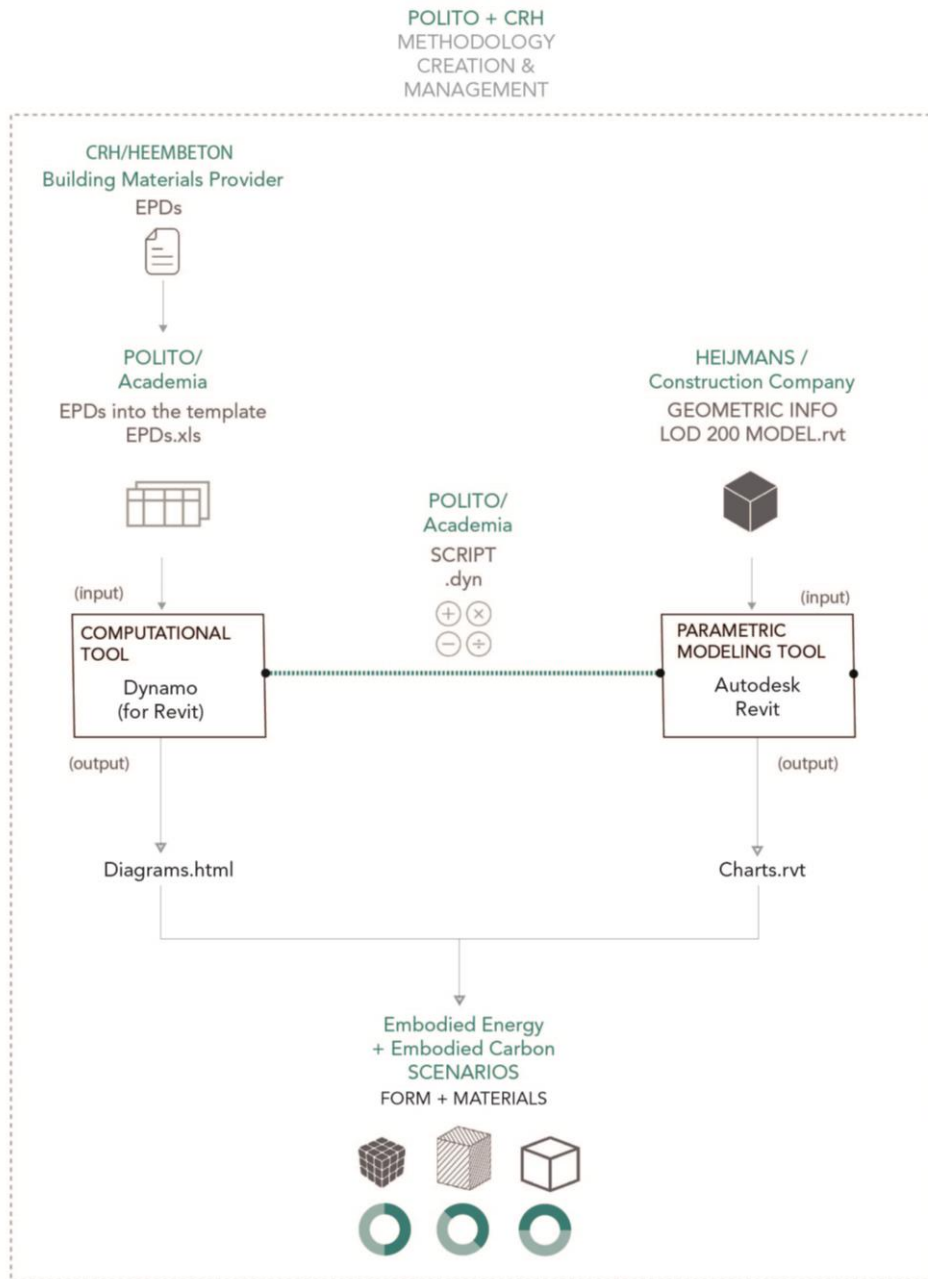 POLITO + CRH
METHODOLOGY
CREATION &
MANAGEMENT
CRH/HEEMBETON
Building Materials Provider
EPDs
POLITO/
Academia
EPDs into the template
EPDs.xls
HEIJMANS /
Construction Company
GEOMETRIC INFO
LOD 200 MODEL.rvt
POLITO/
Academia
SCRIPT
.dyn
(input)
COMPUTATIONAL
TOOL
Dynamo
(for Revit)
(output)
(input)
PARAMETRIC
MODELING TOOL
Autodesk
Revit
(output)
Diagrams.html
Charts.rvt
Embodied Energy
+ Embodied Carbon
SCENARIOS
FORM + MATERIALS